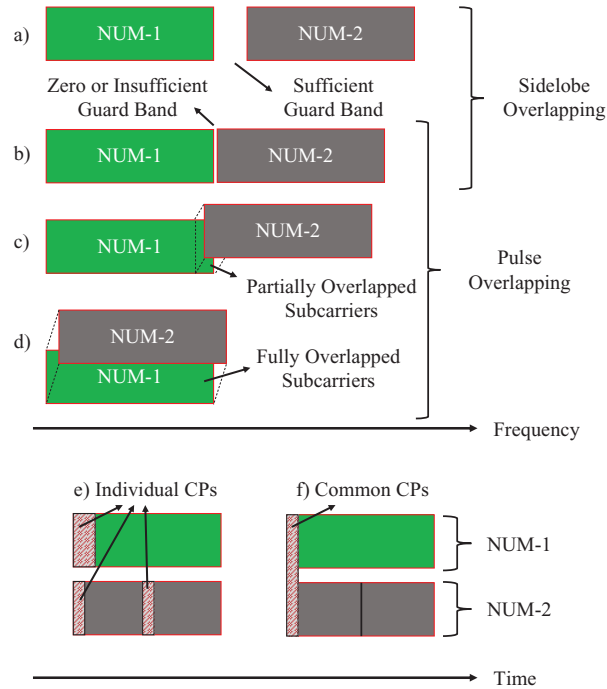 a)
NUM-1
NUM-2
Zero or Insufficient
Guard Band
Sufficient
Guard Band
Sidelobe
Overlapping
b)
NUM-1
NUM-2
c)
NUM-1
NUM-2
Partially Overlapped
Subcarriers
Pulse
Overlapping
d)
NUM-2
NUM-1
Fully Overlapped
Subcarriers
Frequency
e) Individual CPs
f) Common CPs
NUM-1
NUM-2
Time